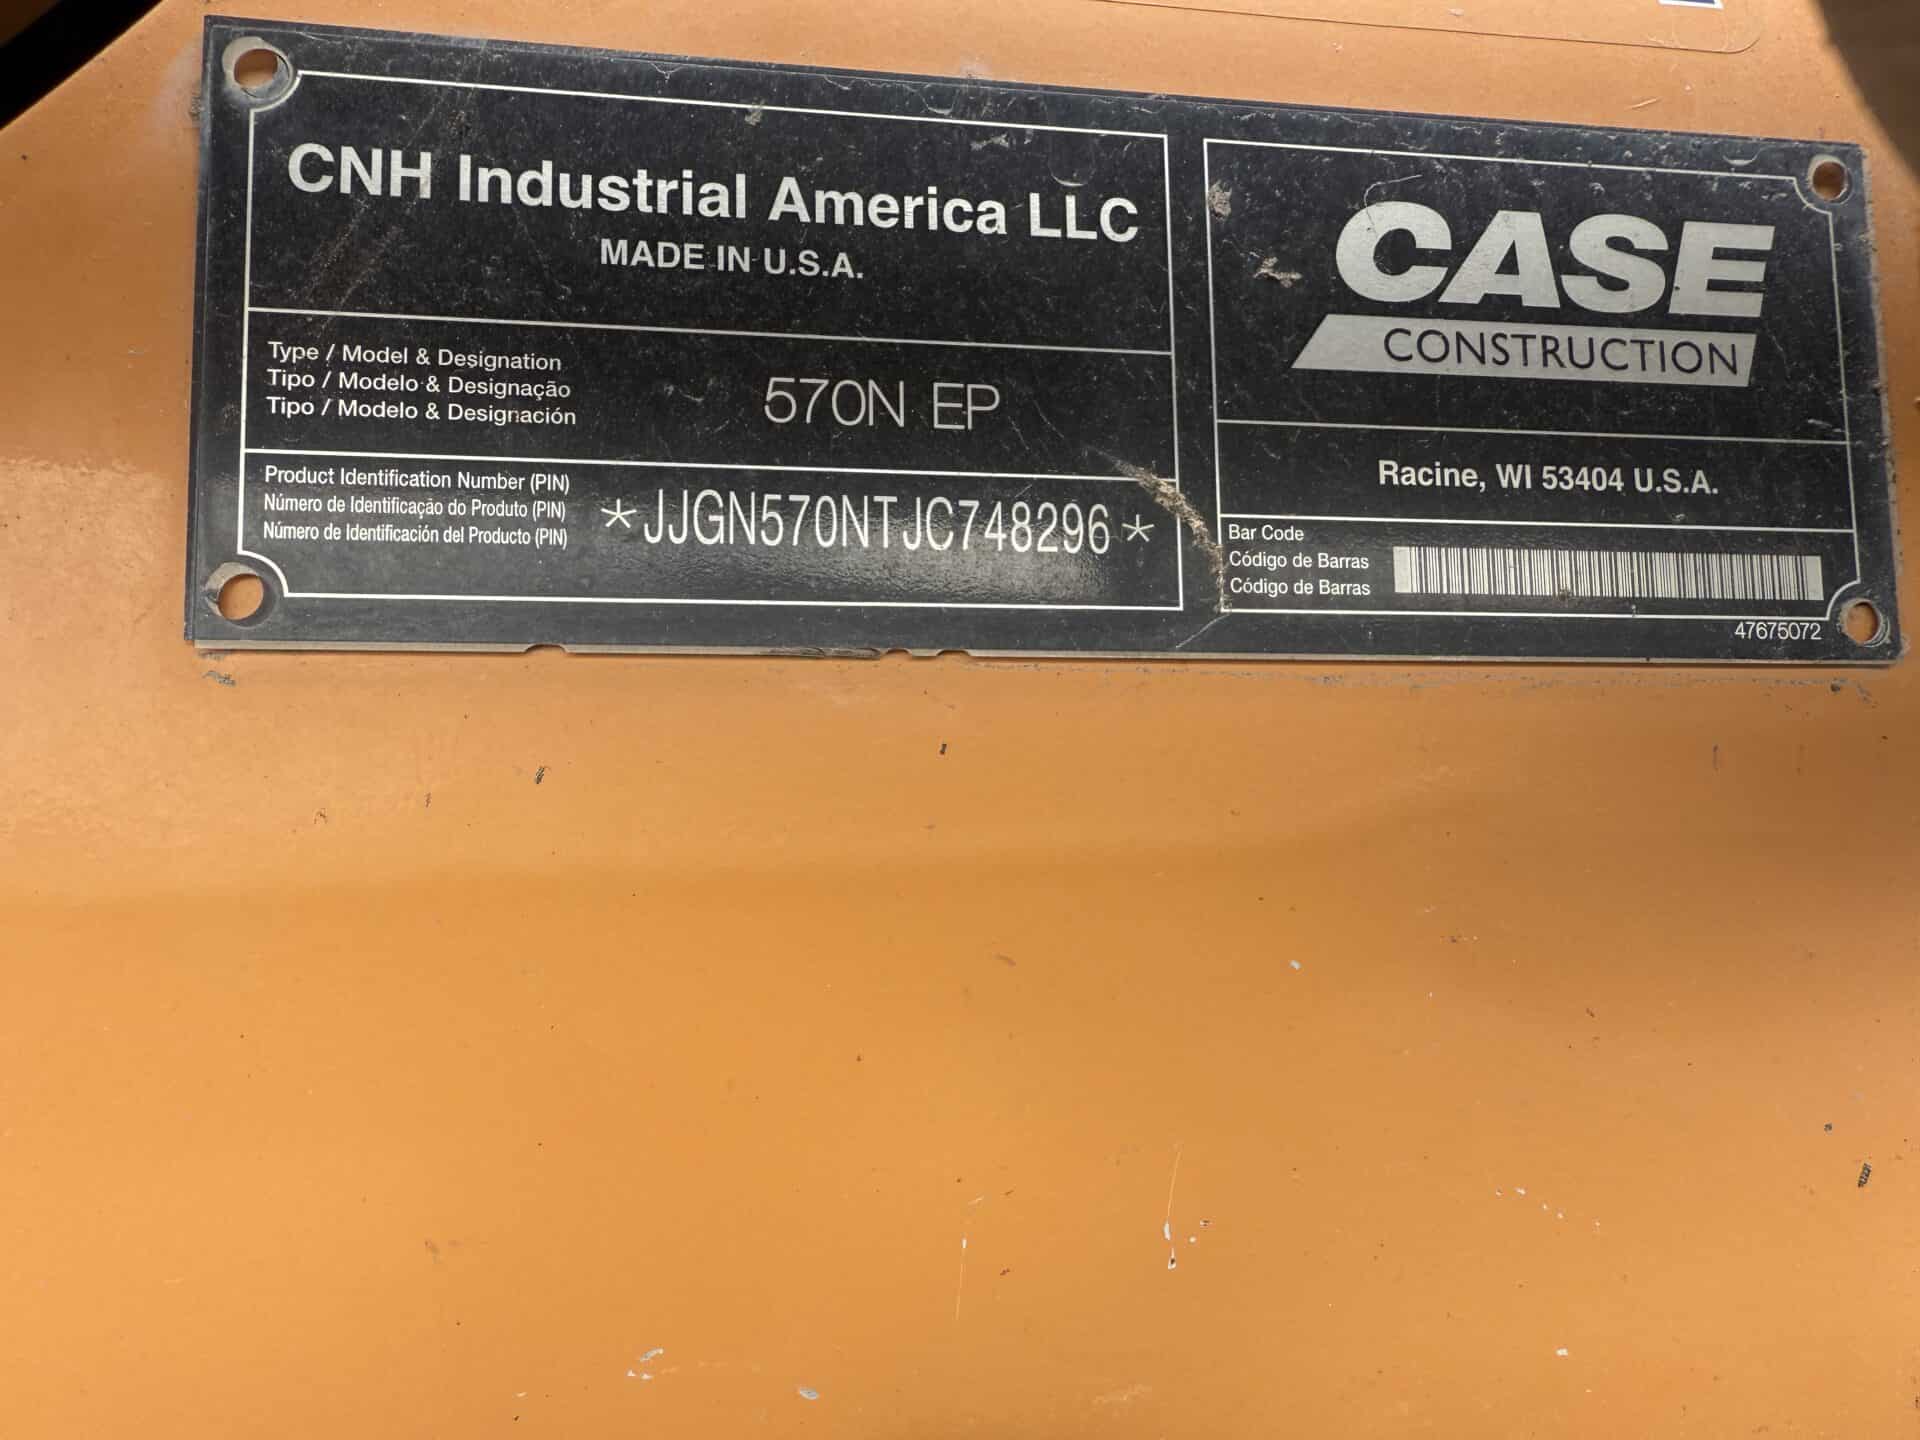 CNH Industrial America LLC
MADE IN U.S.A.
Type / Model & Designation
Tipo / Modelo & Designação
Tipo / Modelo & Designación
570N EP
Product Identification Number (PIN)
Número de Identificação do Produto (PIN)
Número de Identificación del Producto (PIN)
*JJGN570NTJC748296*
CASE
CONSTRUCTION
Racine, WI 53404 U.S.A.
Bar Code
Código de Barras
Código de Barras
47675072